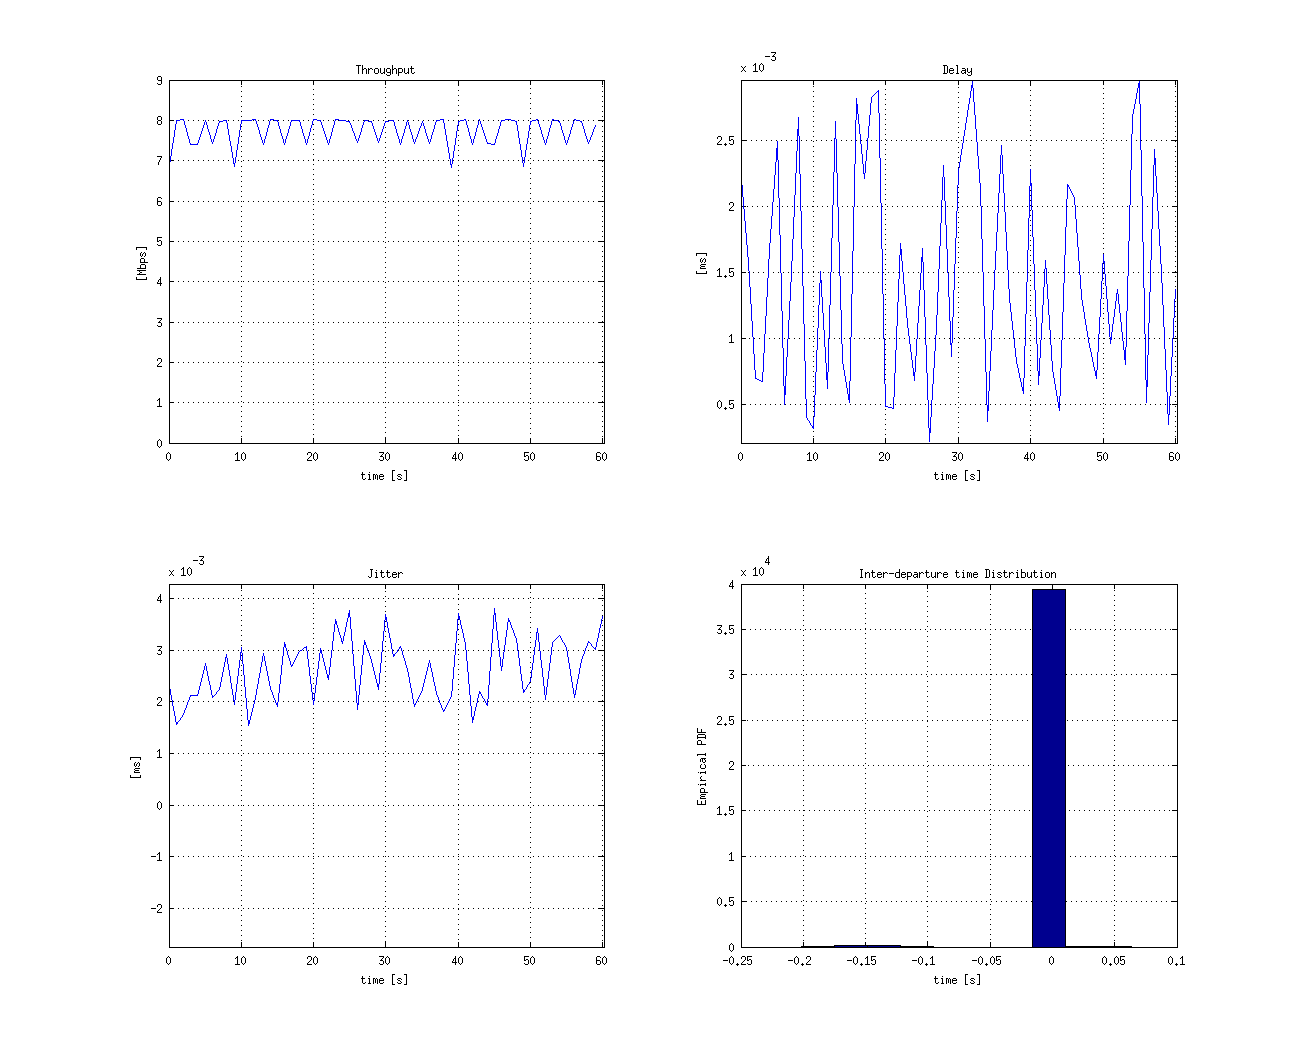 Throughput
9
8
7
6
5
4
3
2
1
0
[Mbps]
0 10 20 30 40 50 60
time [s]
x 10^-3
Delay
2.5
2
1.5
1
0.5
[ms]
0 10 20 30 40 50 60
time [s]
x 10^-3
Jitter
4
3
2
1
0
-1
-2
[ms]
0 10 20 30 40 50 60
time [s]
x 10^4
Inter-departure time Distribution
4
3.5
3
2.5
2
1.5
1
0.5
0
Empirical PDF
-0.25 -0.2 -0.15 -0.1 -0.05 0 0.05 0.1
time [s]